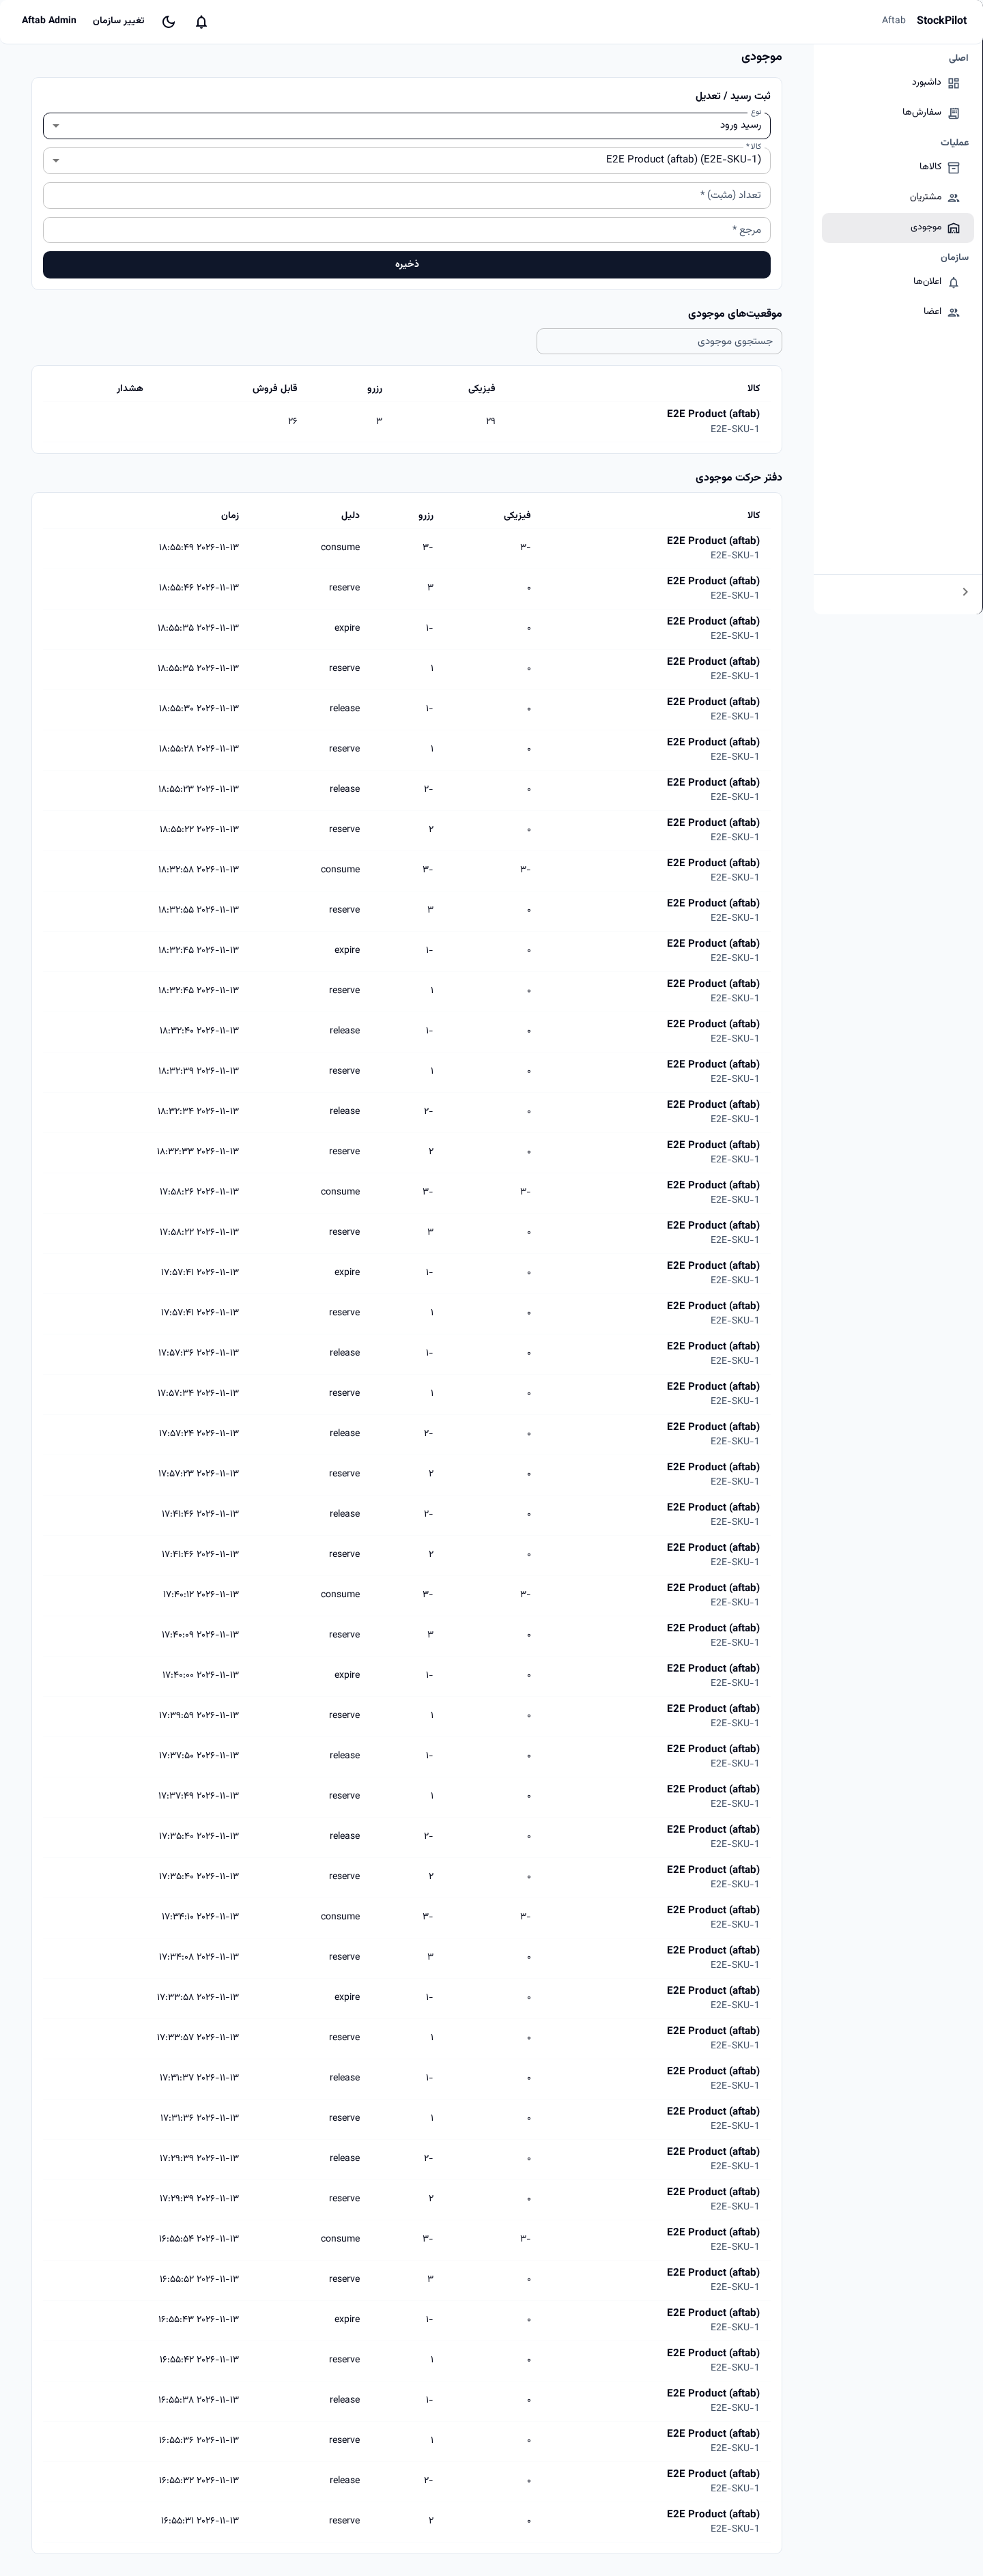 StockPilot Aftab تغییر سازمان Aftab Admin
اصلی
داشبورد
سفارش‌ها
عملیات
کالاها
مشتریان
موجودی
سازمان
اعلان‌ها
اعضا
موجودی
ثبت رسید / تعدیل
نوع
رسید ورود
کالا *
E2E Product (aftab) (E2E-SKU-1)
تعداد (مثبت) *
مرجع *
ذخیره
موقعیت‌های موجودی
جستجوی موجودی
کالا فیزیکی رزرو قابل فروش هشدار
E2E Product (aftab)
E2E-SKU-1
۲۹ ۳ ۲۶
دفتر حرکت موجودی
کالا فیزیکی رزرو دلیل زمان
E2E Product (aftab)
E2E-SKU-1
-۳ -۳ consume ۲۰۲۶-۱۱-۱۳ ۱۸:۵۵:۴۹
E2E Product (aftab)
E2E-SKU-1
۰ ۳ reserve ۲۰۲۶-۱۱-۱۳ ۱۸:۵۵:۴۶
E2E Product (aftab)
E2E-SKU-1
۰ -۱ expire ۲۰۲۶-۱۱-۱۳ ۱۸:۵۵:۳۵
E2E Product (aftab)
E2E-SKU-1
۰ ۱ reserve ۲۰۲۶-۱۱-۱۳ ۱۸:۵۵:۳۵
E2E Product (aftab)
E2E-SKU-1
۰ -۱ release ۲۰۲۶-۱۱-۱۳ ۱۸:۵۵:۳۰
E2E Product (aftab)
E2E-SKU-1
۰ ۱ reserve ۲۰۲۶-۱۱-۱۳ ۱۸:۵۵:۲۸
E2E Product (aftab)
E2E-SKU-1
۰ -۲ release ۲۰۲۶-۱۱-۱۳ ۱۸:۵۵:۲۳
E2E Product (aftab)
E2E-SKU-1
۰ ۲ reserve ۲۰۲۶-۱۱-۱۳ ۱۸:۵۵:۲۲
E2E Product (aftab)
E2E-SKU-1
-۳ -۳ consume ۲۰۲۶-۱۱-۱۳ ۱۸:۳۲:۵۸
E2E Product (aftab)
E2E-SKU-1
۰ ۳ reserve ۲۰۲۶-۱۱-۱۳ ۱۸:۳۲:۵۵
E2E Product (aftab)
E2E-SKU-1
۰ -۱ expire ۲۰۲۶-۱۱-۱۳ ۱۸:۳۲:۴۵
E2E Product (aftab)
E2E-SKU-1
۰ ۱ reserve ۲۰۲۶-۱۱-۱۳ ۱۸:۳۲:۴۵
E2E Product (aftab)
E2E-SKU-1
۰ -۱ release ۲۰۲۶-۱۱-۱۳ ۱۸:۳۲:۴۰
E2E Product (aftab)
E2E-SKU-1
۰ ۱ reserve ۲۰۲۶-۱۱-۱۳ ۱۸:۳۲:۳۹
E2E Product (aftab)
E2E-SKU-1
۰ -۲ release ۲۰۲۶-۱۱-۱۳ ۱۸:۳۲:۳۴
E2E Product (aftab)
E2E-SKU-1
۰ ۲ reserve ۲۰۲۶-۱۱-۱۳ ۱۸:۳۲:۳۳
E2E Product (aftab)
E2E-SKU-1
-۳ -۳ consume ۲۰۲۶-۱۱-۱۳ ۱۷:۵۸:۲۶
E2E Product (aftab)
E2E-SKU-1
۰ ۳ reserve ۲۰۲۶-۱۱-۱۳ ۱۷:۵۸:۲۲
E2E Product (aftab)
E2E-SKU-1
۰ -۱ expire ۲۰۲۶-۱۱-۱۳ ۱۷:۵۷:۴۱
E2E Product (aftab)
E2E-SKU-1
۰ ۱ reserve ۲۰۲۶-۱۱-۱۳ ۱۷:۵۷:۴۱
E2E Product (aftab)
E2E-SKU-1
۰ -۱ release ۲۰۲۶-۱۱-۱۳ ۱۷:۵۷:۳۶
E2E Product (aftab)
E2E-SKU-1
۰ ۱ reserve ۲۰۲۶-۱۱-۱۳ ۱۷:۵۷:۳۴
E2E Product (aftab)
E2E-SKU-1
۰ -۲ release ۲۰۲۶-۱۱-۱۳ ۱۷:۵۷:۲۴
E2E Product (aftab)
E2E-SKU-1
۰ ۲ reserve ۲۰۲۶-۱۱-۱۳ ۱۷:۵۷:۲۳
E2E Product (aftab)
E2E-SKU-1
۰ -۲ release ۲۰۲۶-۱۱-۱۳ ۱۷:۴۱:۴۶
E2E Product (aftab)
E2E-SKU-1
۰ ۲ reserve ۲۰۲۶-۱۱-۱۳ ۱۷:۴۱:۴۶
E2E Product (aftab)
E2E-SKU-1
-۳ -۳ consume ۲۰۲۶-۱۱-۱۳ ۱۷:۴۰:۱۲
E2E Product (aftab)
E2E-SKU-1
۰ ۳ reserve ۲۰۲۶-۱۱-۱۳ ۱۷:۴۰:۰۹
E2E Product (aftab)
E2E-SKU-1
۰ -۱ expire ۲۰۲۶-۱۱-۱۳ ۱۷:۴۰:۰۰
E2E Product (aftab)
E2E-SKU-1
۰ ۱ reserve ۲۰۲۶-۱۱-۱۳ ۱۷:۳۹:۵۹
E2E Product (aftab)
E2E-SKU-1
۰ -۱ release ۲۰۲۶-۱۱-۱۳ ۱۷:۳۷:۵۰
E2E Product (aftab)
E2E-SKU-1
۰ ۱ reserve ۲۰۲۶-۱۱-۱۳ ۱۷:۳۷:۴۹
E2E Product (aftab)
E2E-SKU-1
۰ -۲ release ۲۰۲۶-۱۱-۱۳ ۱۷:۳۵:۴۰
E2E Product (aftab)
E2E-SKU-1
۰ ۲ reserve ۲۰۲۶-۱۱-۱۳ ۱۷:۳۵:۴۰
E2E Product (aftab)
E2E-SKU-1
-۳ -۳ consume ۲۰۲۶-۱۱-۱۳ ۱۷:۳۴:۱۰
E2E Product (aftab)
E2E-SKU-1
۰ ۳ reserve ۲۰۲۶-۱۱-۱۳ ۱۷:۳۴:۰۸
E2E Product (aftab)
E2E-SKU-1
۰ -۱ expire ۲۰۲۶-۱۱-۱۳ ۱۷:۳۳:۵۸
E2E Product (aftab)
E2E-SKU-1
۰ ۱ reserve ۲۰۲۶-۱۱-۱۳ ۱۷:۳۳:۵۷
E2E Product (aftab)
E2E-SKU-1
۰ -۱ release ۲۰۲۶-۱۱-۱۳ ۱۷:۳۱:۳۷
E2E Product (aftab)
E2E-SKU-1
۰ ۱ reserve ۲۰۲۶-۱۱-۱۳ ۱۷:۳۱:۳۶
E2E Product (aftab)
E2E-SKU-1
۰ -۲ release ۲۰۲۶-۱۱-۱۳ ۱۷:۲۹:۳۹
E2E Product (aftab)
E2E-SKU-1
۰ ۲ reserve ۲۰۲۶-۱۱-۱۳ ۱۷:۲۹:۳۹
E2E Product (aftab)
E2E-SKU-1
-۳ -۳ consume ۲۰۲۶-۱۱-۱۳ ۱۶:۵۵:۵۴
E2E Product (aftab)
E2E-SKU-1
۰ ۳ reserve ۲۰۲۶-۱۱-۱۳ ۱۶:۵۵:۵۲
E2E Product (aftab)
E2E-SKU-1
۰ -۱ expire ۲۰۲۶-۱۱-۱۳ ۱۶:۵۵:۴۳
E2E Product (aftab)
E2E-SKU-1
۰ ۱ reserve ۲۰۲۶-۱۱-۱۳ ۱۶:۵۵:۴۲
E2E Product (aftab)
E2E-SKU-1
۰ -۱ release ۲۰۲۶-۱۱-۱۳ ۱۶:۵۵:۳۸
E2E Product (aftab)
E2E-SKU-1
۰ ۱ reserve ۲۰۲۶-۱۱-۱۳ ۱۶:۵۵:۳۶
E2E Product (aftab)
E2E-SKU-1
۰ -۲ release ۲۰۲۶-۱۱-۱۳ ۱۶:۵۵:۳۲
E2E Product (aftab)
E2E-SKU-1
۰ ۲ reserve ۲۰۲۶-۱۱-۱۳ ۱۶:۵۵:۳۱